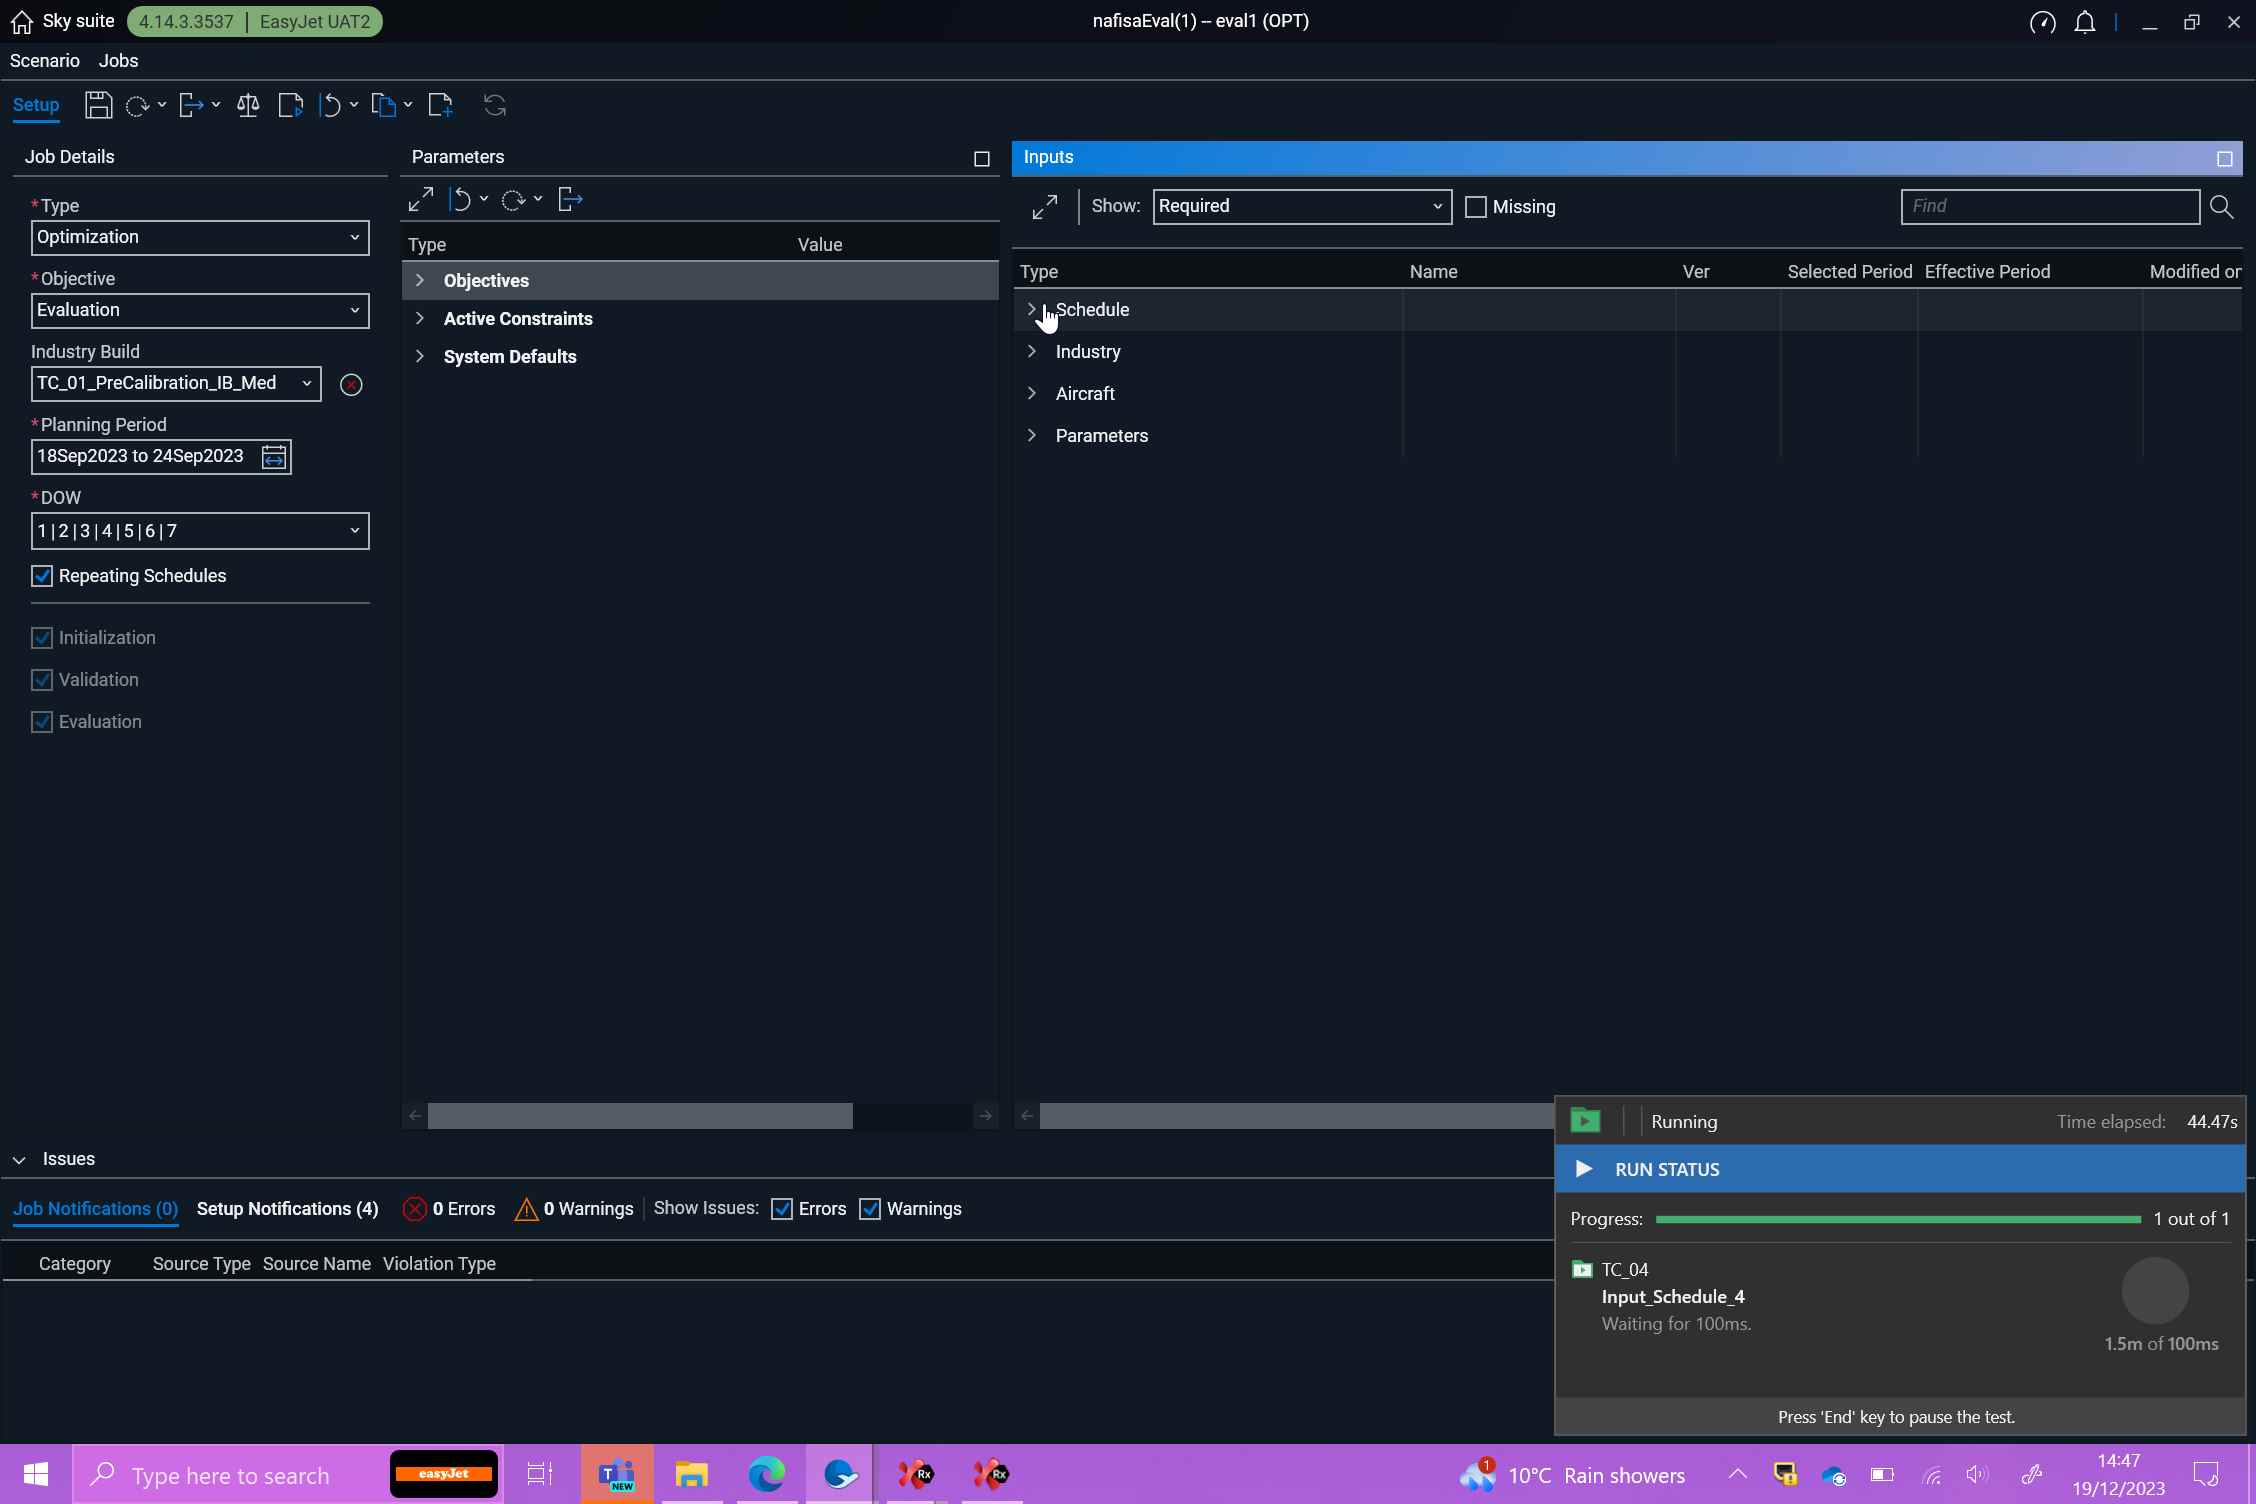 Sky suite 4.14.3.3537 | EasyJet UAT2 nafisaEval(1) -- eval1 (OPT)
Scenario Jobs
Setup
Job Details
*Type
Optimization
*Objective
Evaluation
Industry Build
TC_01_PreCalibration_IB_Med
*Planning Period
18Sep2023 to 24Sep2023
*DOW
1|2|3|4|5|6|7
Repeating Schedules
Initialization
Validation
Evaluation
Parameters
Type Value
Objectives
Active Constraints
System Defaults
Inputs
Show: Required Missing Find
Type Name Ver Selected Period Effective Period Modified or
Schedule
Industry
Aircraft
Parameters
Issues
Job Notifications (0) Setup Notifications (4) 0 Errors 0 Warnings Show Issues: Errors Warnings
Category Source Type Source Name Violation Type
Running Time elapsed: 44.47s
RUN STATUS
Progress: 1 out of 1
TC_04
Input_Schedule_4
Waiting for 100ms.
1.5m of 100ms
Press 'End' key to pause the test.
Type here to search easyJet T NEW Rx Rx 1 10°C Rain showers 14:47
19/12/2023